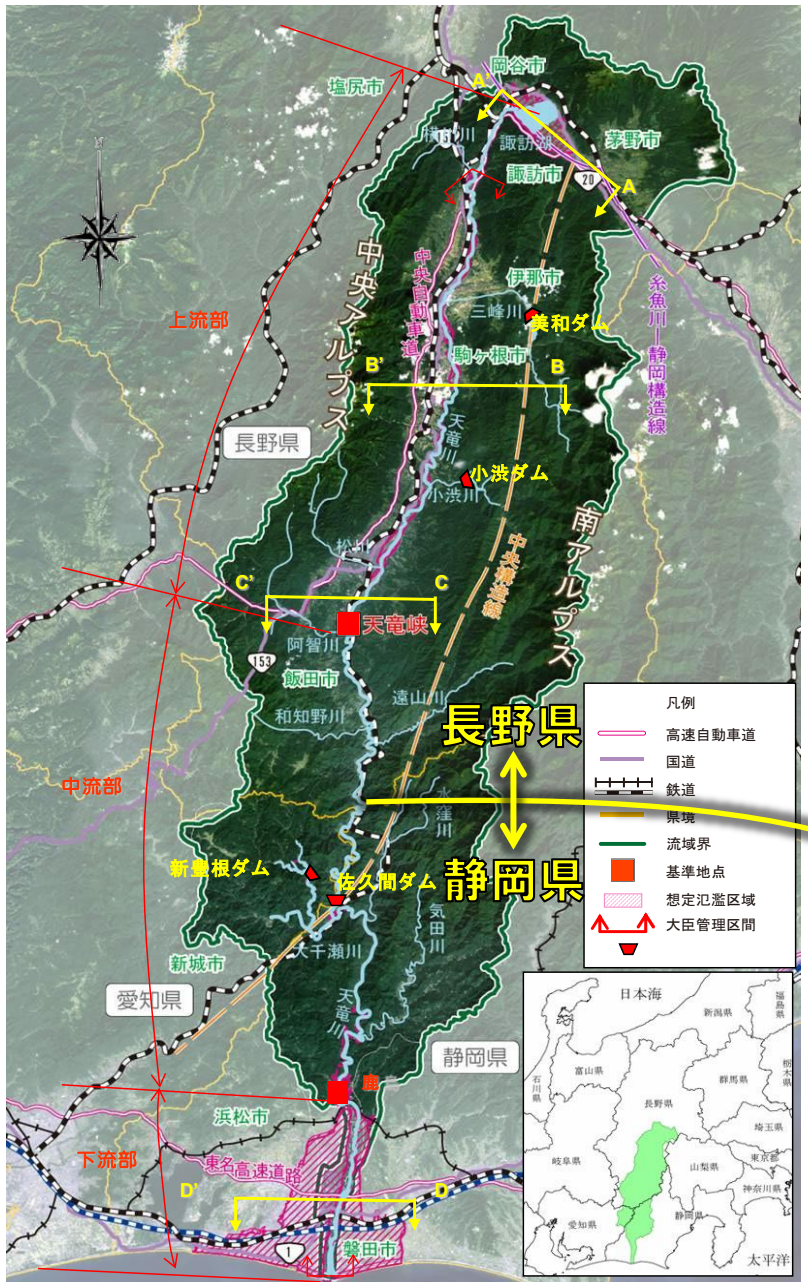 岡谷市
塩尻市
A'
横川川
153
諏訪湖
茅野市
20
諏訪市
A
中央アルプス
中央自動車道
伊那市
三峰川
美和ダム
糸魚川―静岡構造線
上流部
駒ヶ根市
B'
B
天竜川
長野県
小渋ダム
小渋川
南アルプス
中央構造線
松川
C'
C
天竜峡
阿智川
153
飯田市
遠山川
和知野川
長野県
静岡県
水窪川
中流部
新豊根ダム
佐久間ダム
気田川
大千瀬川
新城市
天竜川
愛知県
静岡県
鹿
浜松市
下流部
東名高速道路
D'
D
1
磐田市
凡例
高速自動車道
国道
鉄道
県境
流域界
基準地点
想定氾濫区域
大臣管理区間
日本海
福島県
新潟県
栃木県
富山県
石川県
群馬県
長野県
埼玉県
岐阜県
山梨県
東京都
神奈川県
静岡県
愛知県
太平洋